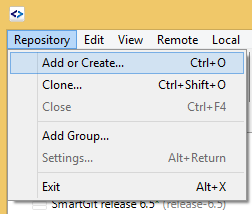 Repository Edit View Remote Local
Add or Create... Ctrl+O
Clone... Ctrl+Shift+O
Close Ctrl+F4
Add Group...
Settings... Alt+Return
Exit Alt+X
SmartGit release 6.5* (release-6.5)